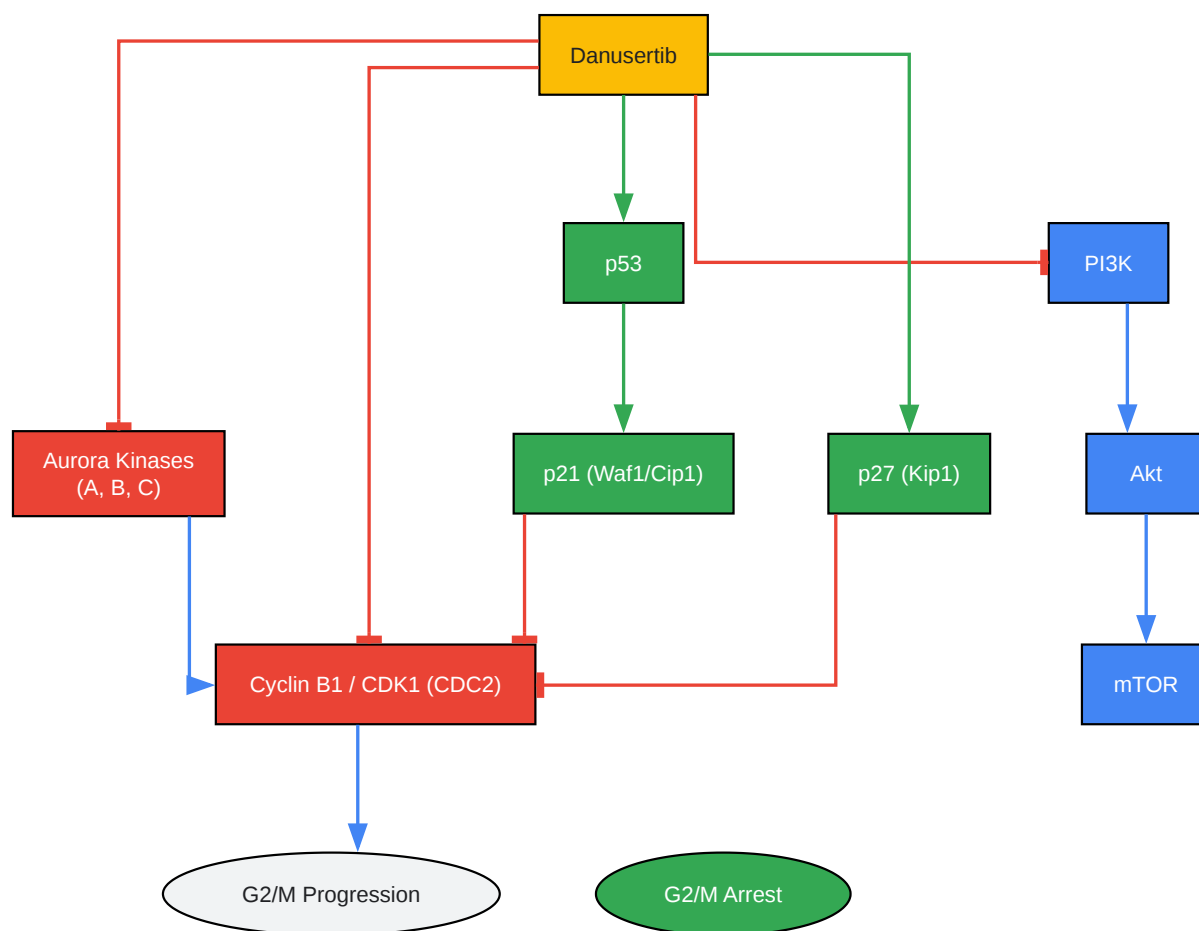 Danusertib
p53
PI3K
Aurora Kinases
(A, B, C)
p21 (Waf1/Cip1)
p27 (Kip1)
Akt
Cyclin B1 / CDK1 (CDC2)
mTOR
G2/M Progression
G2/M Arrest